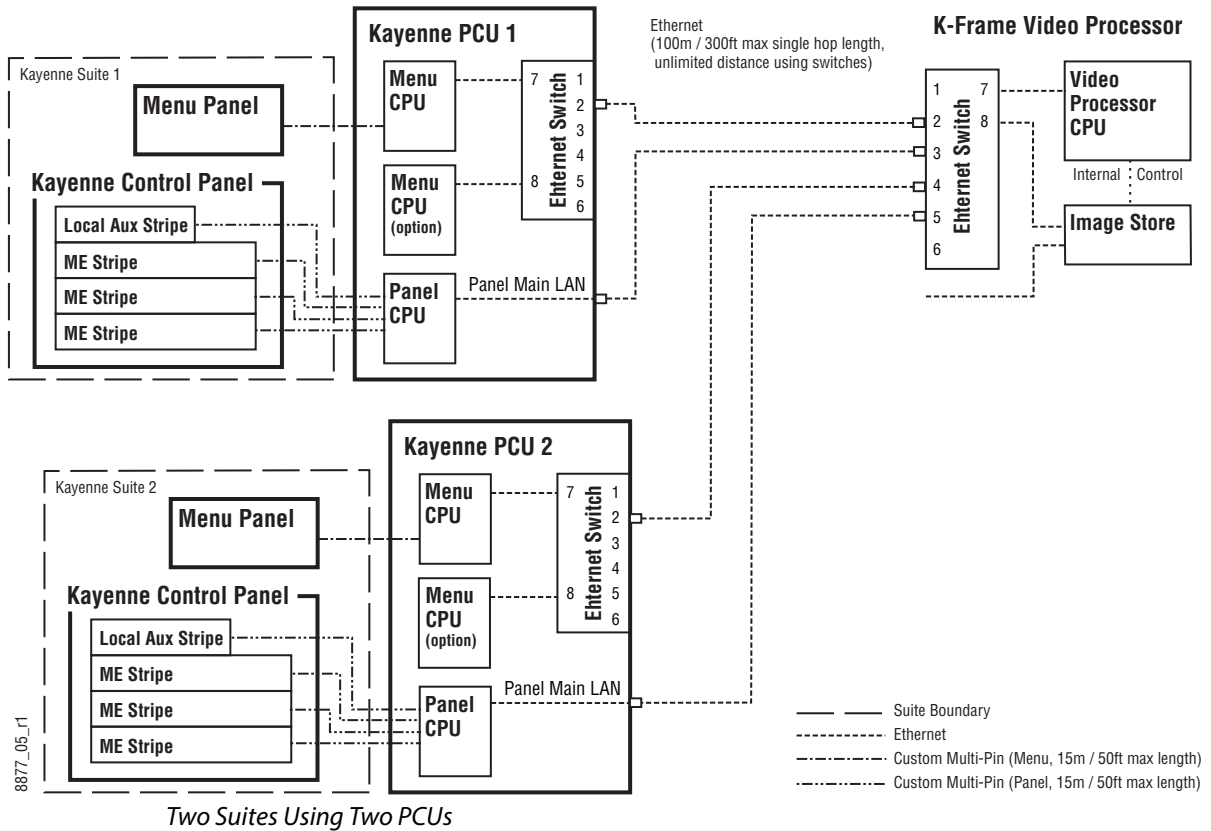 Kayenne PCU 1
Ethernet
(100m / 300ft max single hop length,
unlimited distance using switches)
K-Frame Video Processor
Kayenne Suite 1
Menu Panel
Menu
CPU
7
1
2
3
4
5
6
8
Ehternet Switch
Menu
CPU
(option)
Kayenne Control Panel
Local Aux Stripe
ME Stripe
ME Stripe
ME Stripe
Panel
CPU
Panel Main LAN
1
2
3
4
5
6
7
8
Ehternet Switch
Video
Processor
CPU
Internal
Control
Image Store
Kayenne PCU 2
Kayenne Suite 2
Menu Panel
Menu
CPU
7
1
2
3
4
5
6
8
Ehternet Switch
Menu
CPU
(option)
Kayenne Control Panel
Local Aux Stripe
ME Stripe
ME Stripe
ME Stripe
Panel
CPU
Panel Main LAN
Suite Boundary
Ethernet
Custom Multi-Pin (Menu, 15m / 50ft max length)
Custom Multi-Pin (Panel, 15m / 50ft max length)
8877_05_r1
Two Suites Using Two PCUs